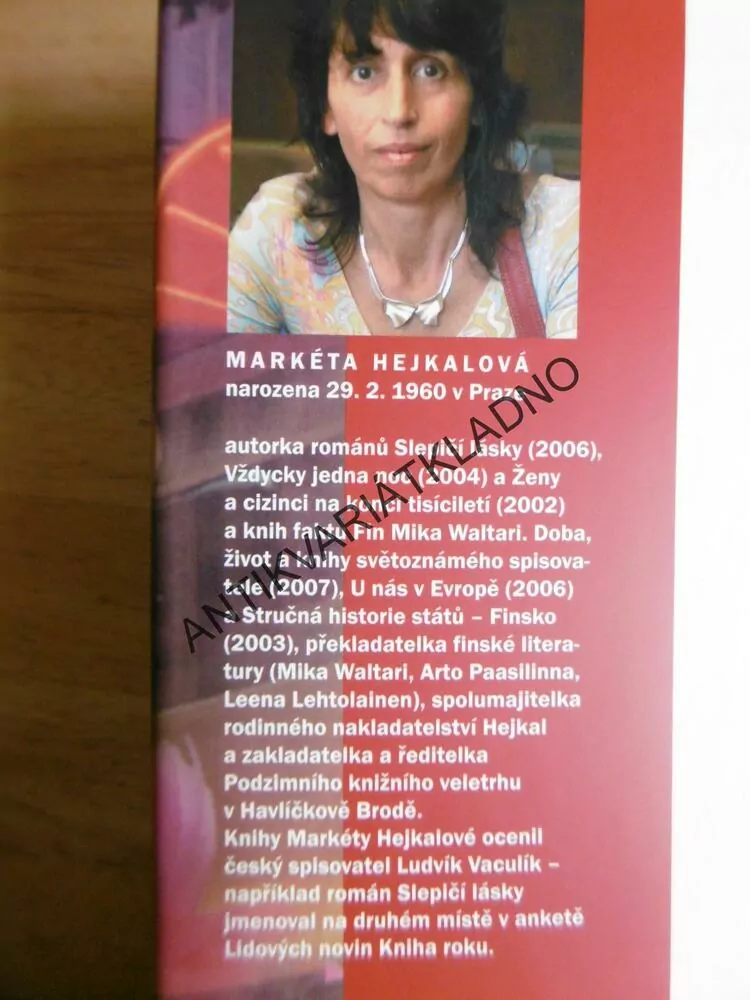 MARKÉTA HEJKALOVÁ
narozena 29. 2. 1960 v Praze
autorka románů Slepičí lásky (2006),
Vždycky jedna noc (2004) a Ženy
a cizinci na konci tisíciletí (2002)
a knih faktu Fin Mika Waltari. Doba,
život a knihy světoznámého spisova-
tele (2007), U nás v Evropě (2006)
a Stručná historie států – Finsko
(2003), překladatelka finské litera-
tury (Mika Waltari, Arto Paasilinna,
Leena Lehtolainen), spolumajitelka
rodinného nakladatelství Hejkal
a zakladatelka a ředitelka
Podzimního knižního veletrhu
v Havlíčkově Brodě.
Knihy Markéty Hejkalové ocenil
český spisovatel Ludvík Vaculík –
například román Slepičí lásky
jmenoval na druhém místě v anketě
Lidových novin Kniha roku.
ANTIKVARIÁTKLADNO